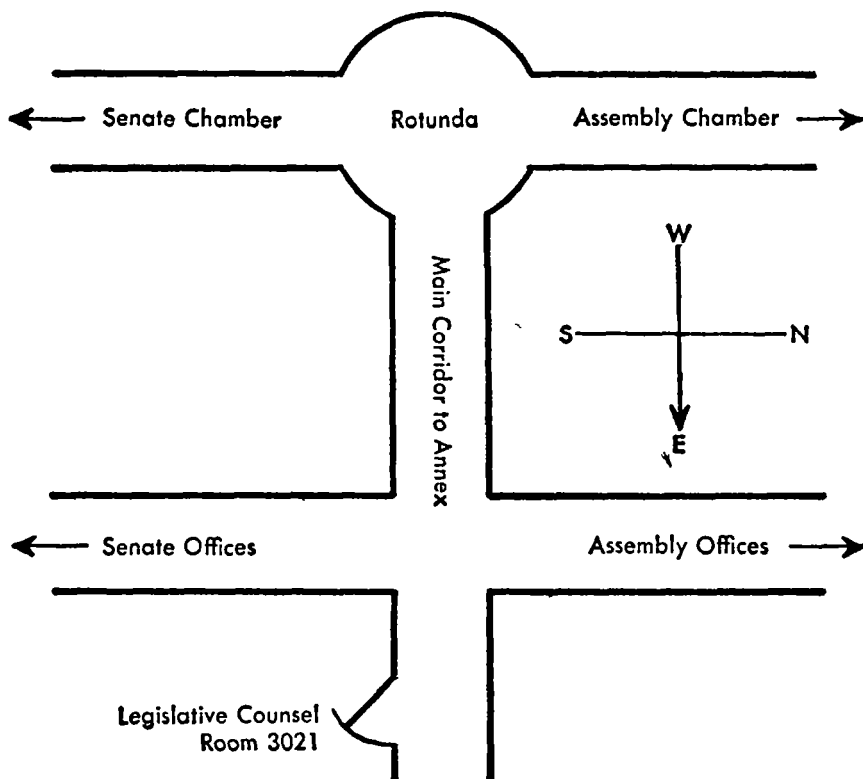 Senate Chamber
Rotunda
Assembly Chamber
Main Corridor to Annex
W
S
N
E
Senate Offices
Assembly Offices
Legislative Counsel
Room 3021